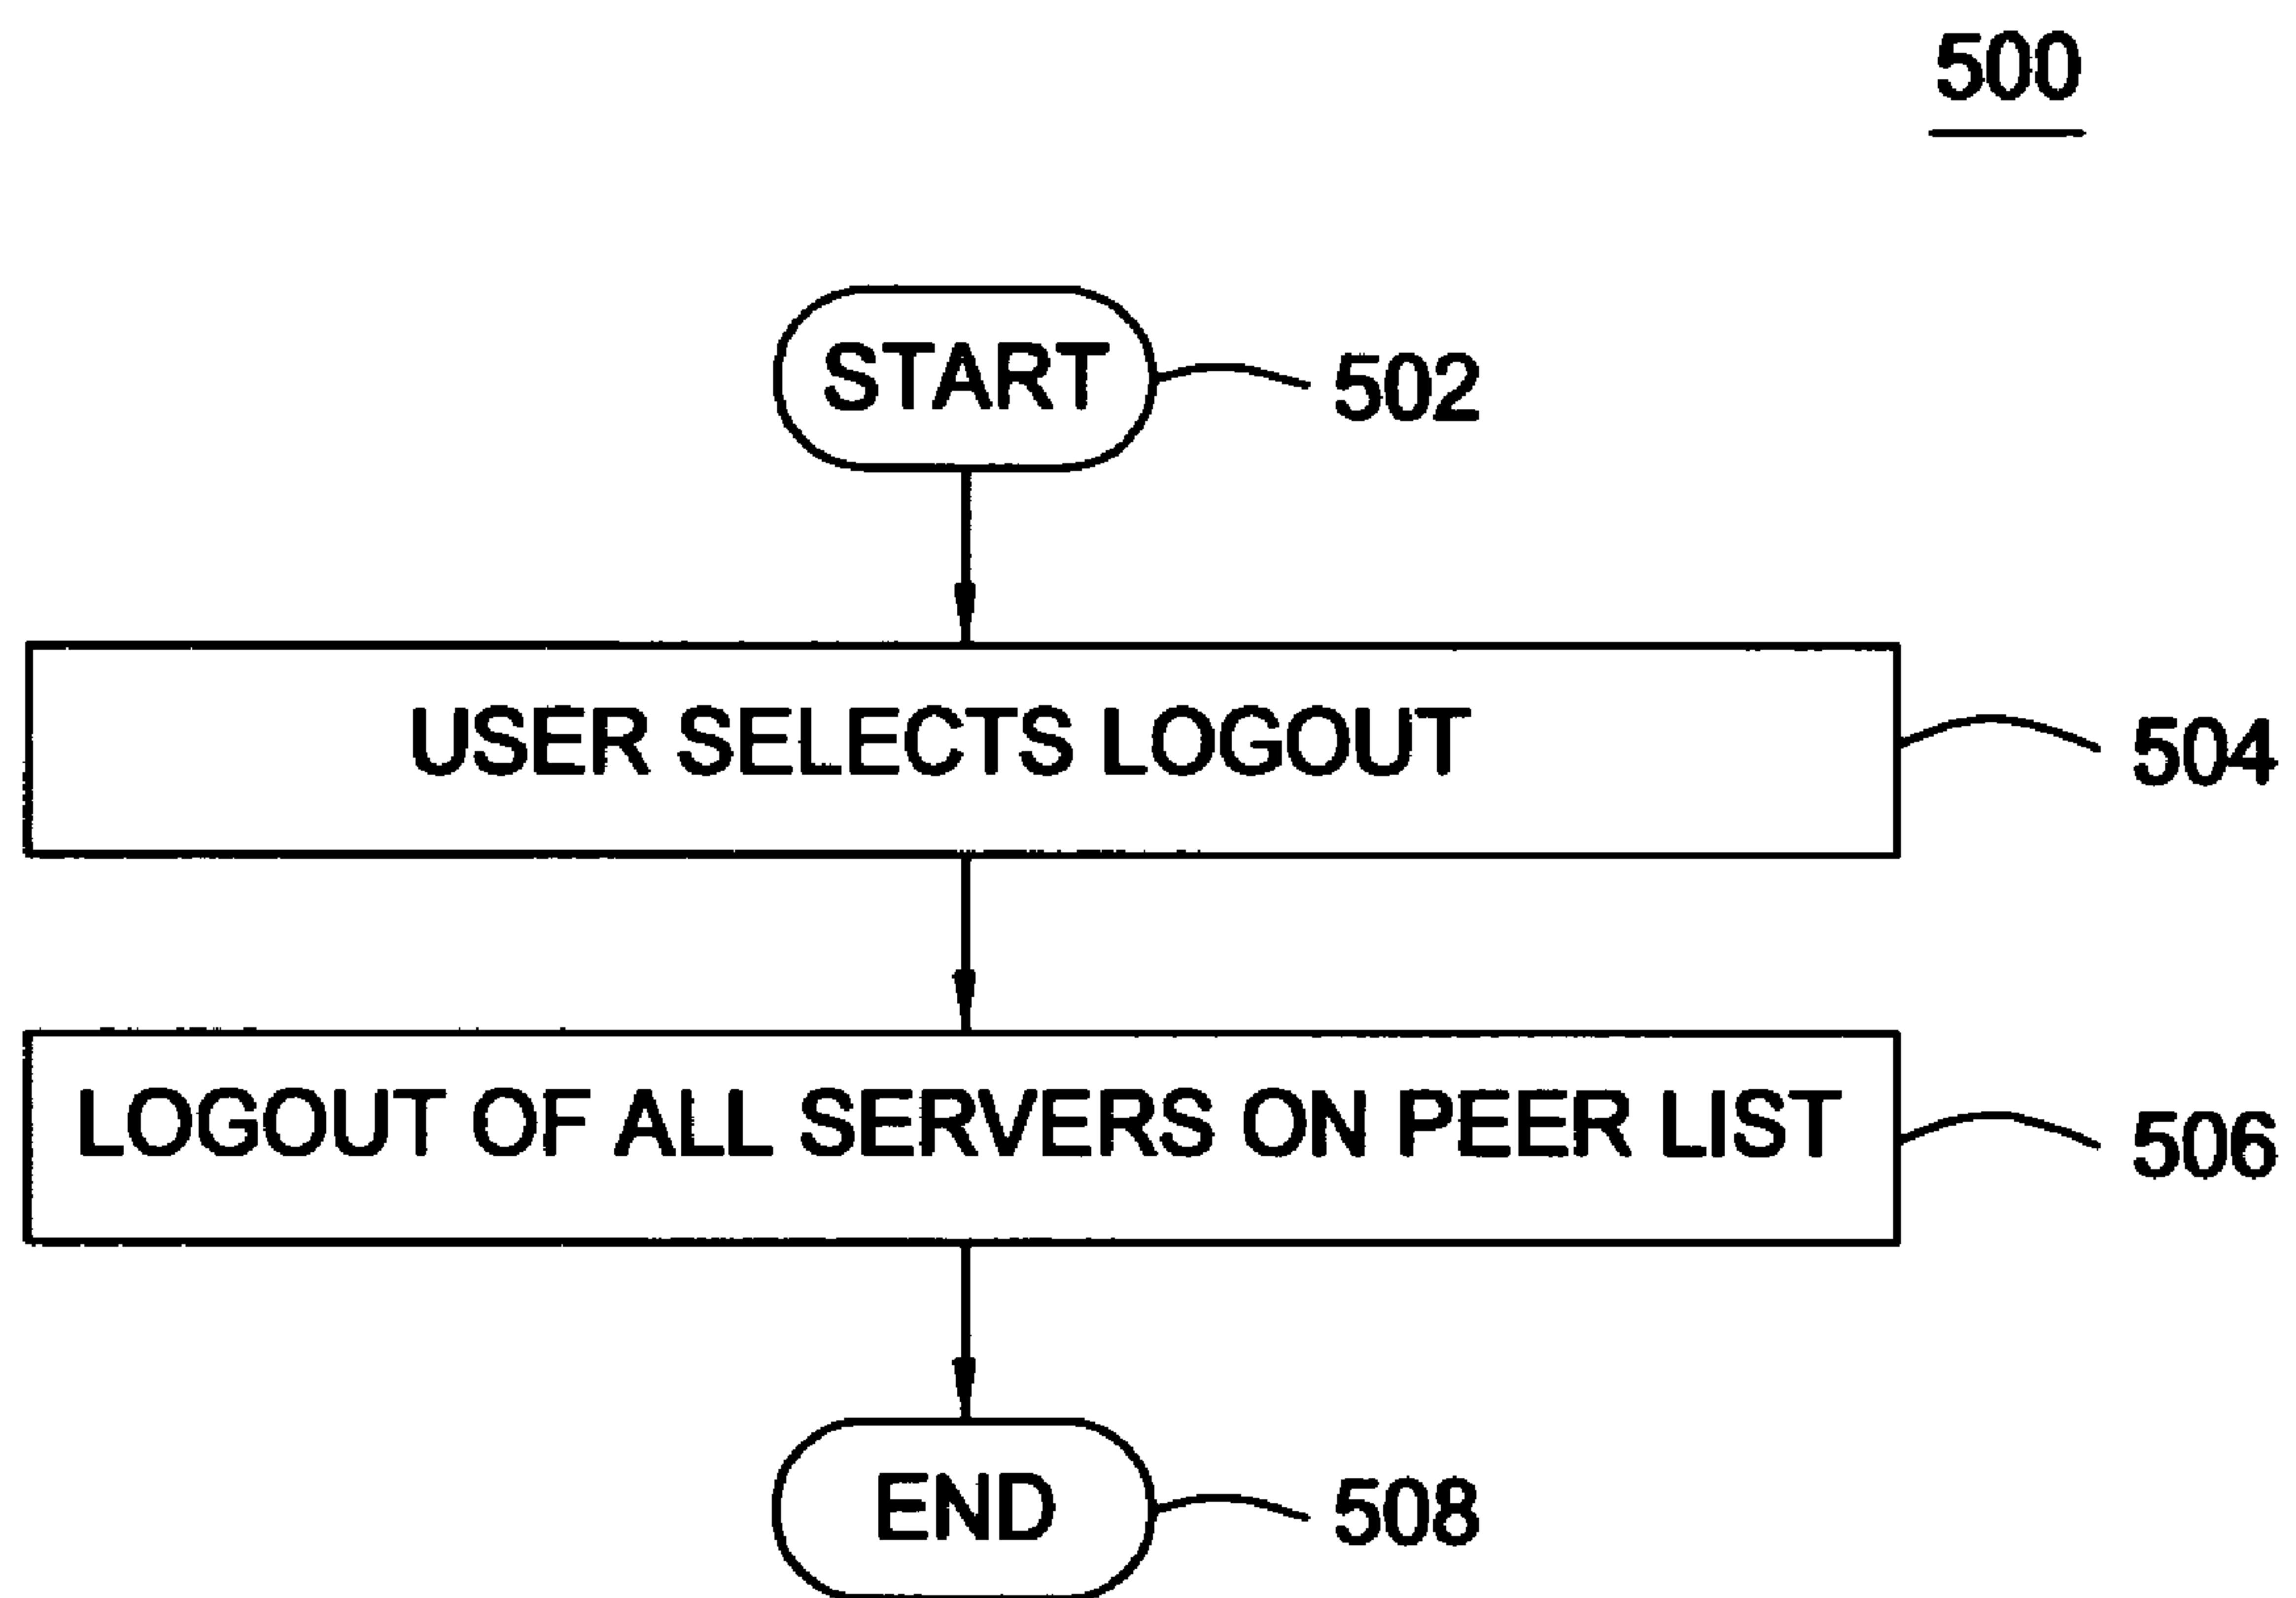 500
START
502
USER SELECTS LOGOUT
504
LOGOUT OF ALL SERVERS ON PEER LIST
506
END
508